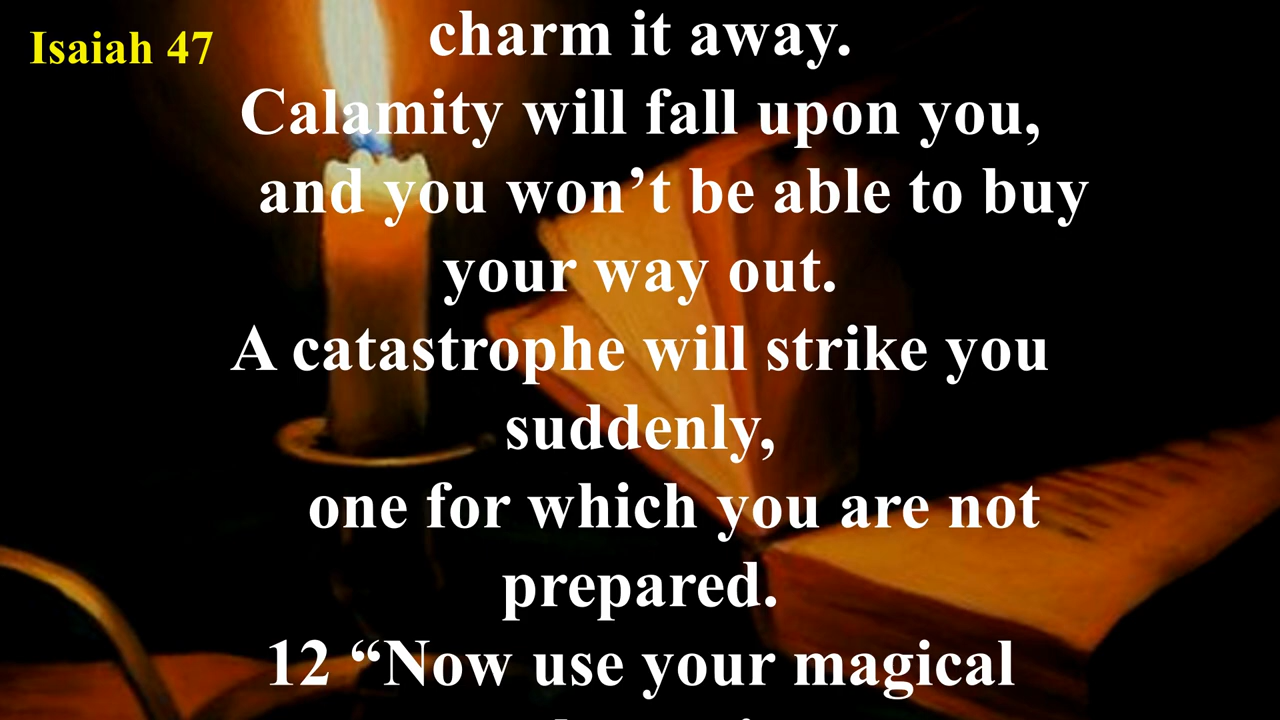 Isaiah 47
charm it away.
Calamity will fall upon you,
and you won’t be able to buy
your way out.
A catastrophe will strike you
suddenly,
one for which you are not
prepared.
12 “Now use your magical